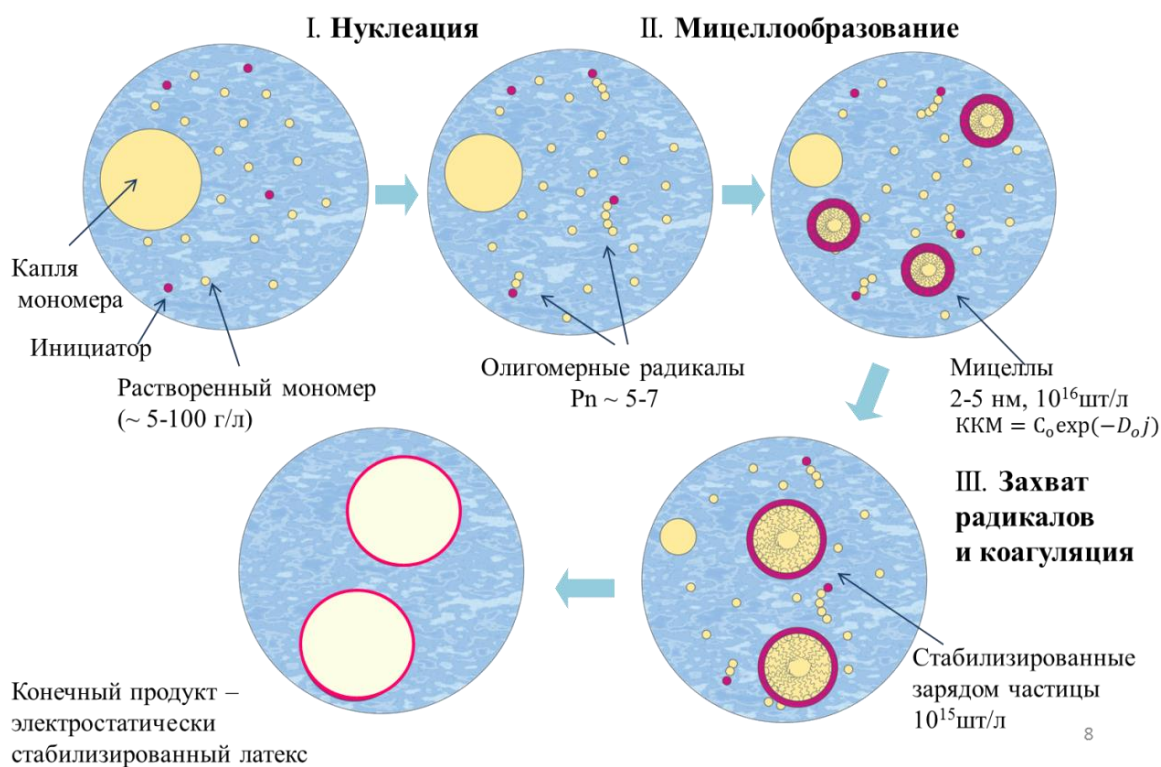 I. Нуклеация
II. Мицеллообразование
Капля
мономера
Инициатор
Растворенный мономер
(~ 5-100 г/л)
Олигомерные радикалы
Pn ~ 5-7
Мицеллы
2-5 нм, 10¹⁶шт/л
ККМ = C₀exp(−D₀j)
III. Захват
радикалов
и коагуляция
Стабилизированные
зарядом частицы
10¹⁵шт/л
Конечный продукт –
электростатически
стабилизированный латекс
8